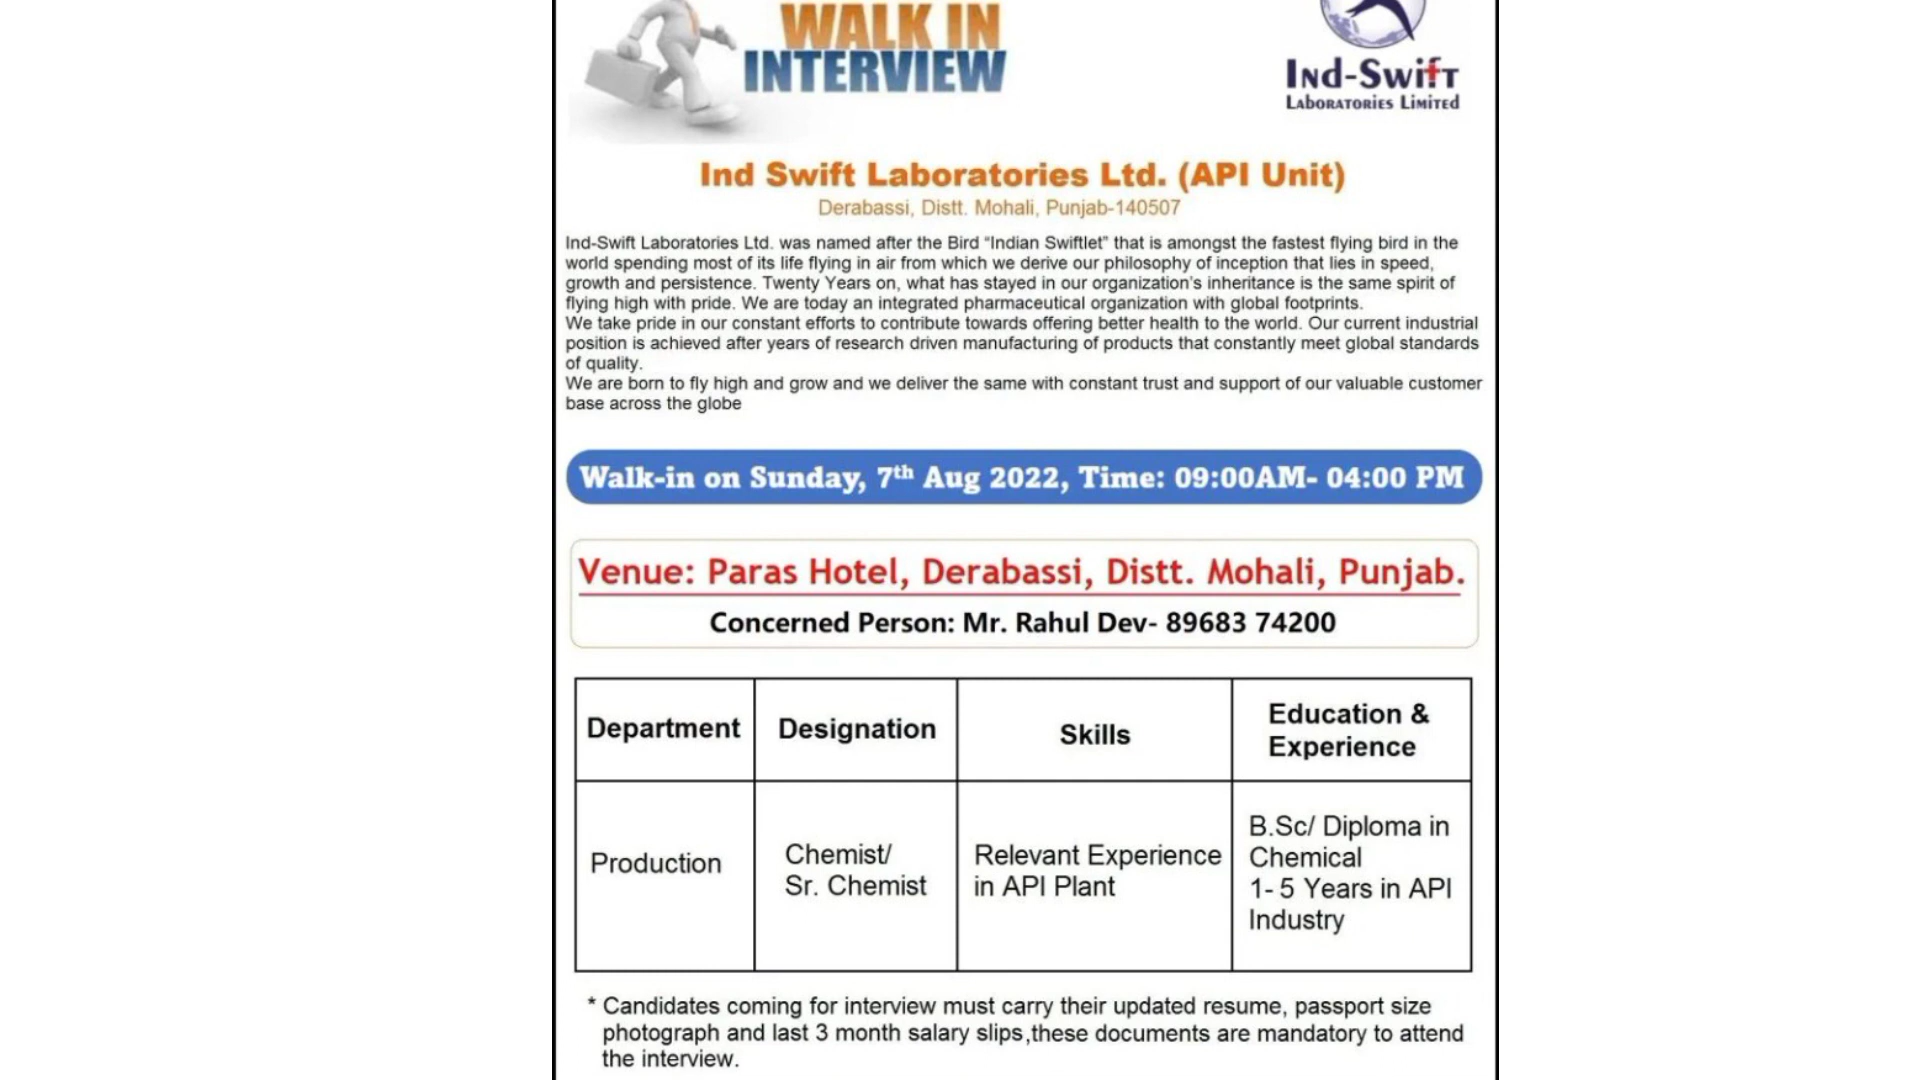 WALK IN
INTERVIEW
Ind-Swift
Laboratories Limited
Ind Swift Laboratories Ltd. (API Unit)
Derabassi, Distt. Mohali, Punjab-140507
Ind-Swift Laboratories Ltd. was named after the Bird “Indian Swiftlet” that is amongst the fastest flying bird in the
world spending most of its life flying in air from which we derive our philosophy of inception that lies in speed,
growth and persistence. Twenty Years on, what has stayed in our organization’s inheritance is the same spirit of
flying high with pride. We are today an integrated pharmaceutical organization with global footprints.
We take pride in our constant efforts to contribute towards offering better health to the world. Our current industrial
position is achieved after years of research driven manufacturing of products that constantly meet global standards
of quality.
We are born to fly high and grow and we deliver the same with constant trust and support of our valuable customer
base across the globe
Walk-in on Sunday, 7th Aug 2022, Time: 09:00AM- 04:00 PM
Venue: Paras Hotel, Derabassi, Distt. Mohali, Punjab.
Concerned Person: Mr. Rahul Dev- 89683 74200
Department
Designation
Skills
Education &
Experience
Production
Chemist/
Sr. Chemist
Relevant Experience
in API Plant
B.Sc/ Diploma in
Chemical
1- 5 Years in API
Industry
* Candidates coming for interview must carry their updated resume, passport size
photograph and last 3 month salary slips,these documents are mandatory to attend
the interview.